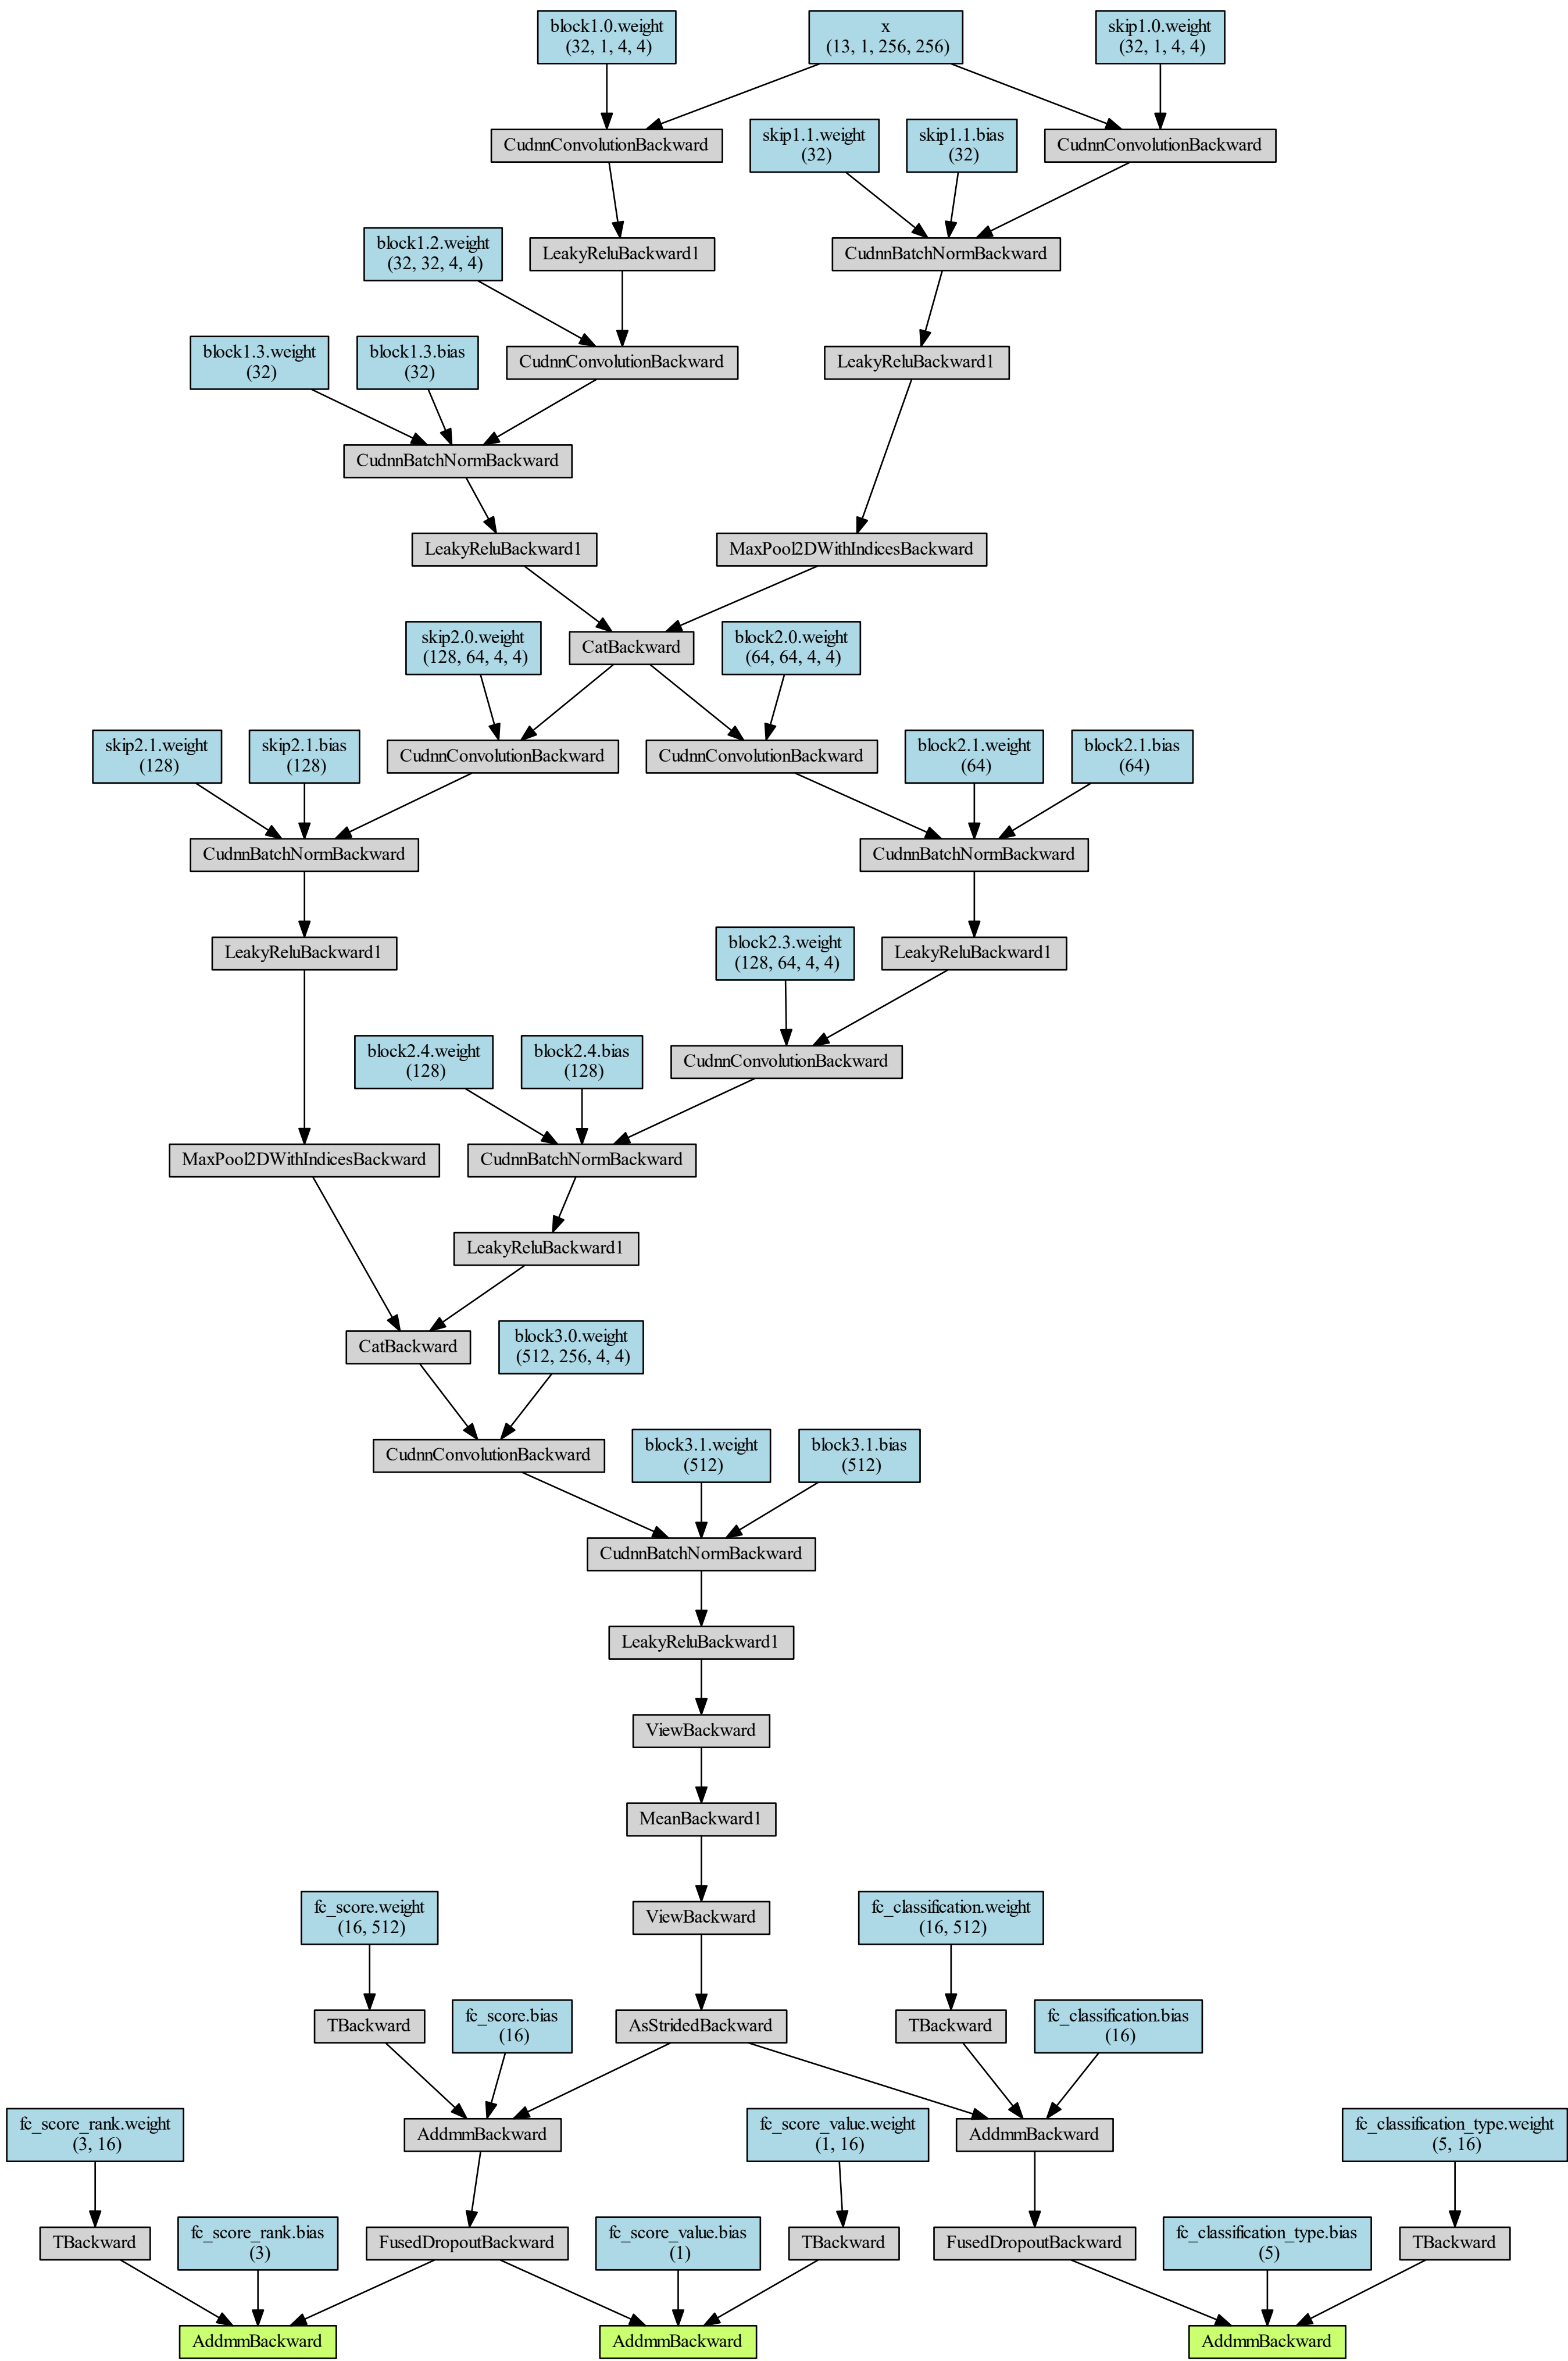 block1.0.weight
(32, 1, 4, 4)
x
(13, 1, 256, 256)
skip1.0.weight
(32, 1, 4, 4)
CudnnConvolutionBackward
skip1.1.weight
(32)
skip1.1.bias
(32)
CudnnConvolutionBackward
block1.2.weight
(32, 32, 4, 4)
LeakyReluBackward1
CudnnBatchNormBackward
block1.3.weight
(32)
block1.3.bias
(32)
CudnnConvolutionBackward
LeakyReluBackward1
CudnnBatchNormBackward
LeakyReluBackward1
MaxPool2DWithIndicesBackward
skip2.0.weight
(128, 64, 4, 4)
CatBackward
block2.0.weight
(64, 64, 4, 4)
skip2.1.weight
(128)
skip2.1.bias
(128)
CudnnConvolutionBackward
CudnnConvolutionBackward
block2.1.weight
(64)
block2.1.bias
(64)
CudnnBatchNormBackward
CudnnBatchNormBackward
LeakyReluBackward1
block2.3.weight
(128, 64, 4, 4)
LeakyReluBackward1
block2.4.weight
(128)
block2.4.bias
(128)
CudnnConvolutionBackward
MaxPool2DWithIndicesBackward
CudnnBatchNormBackward
LeakyReluBackward1
CatBackward
block3.0.weight
(512, 256, 4, 4)
CudnnConvolutionBackward
block3.1.weight
(512)
block3.1.bias
(512)
CudnnBatchNormBackward
LeakyReluBackward1
ViewBackward
MeanBackward1
fc_score.weight
(16, 512)
ViewBackward
fc_classification.weight
(16, 512)
TBackward
fc_score.bias
(16)
AsStridedBackward
TBackward
fc_classification.bias
(16)
fc_score_rank.weight
(3, 16)
AddmmBackward
fc_score_value.weight
(1, 16)
AddmmBackward
fc_classification_type.weight
(5, 16)
TBackward
fc_score_rank.bias
(3)
FusedDropoutBackward
fc_score_value.bias
(1)
TBackward
FusedDropoutBackward
fc_classification_type.bias
(5)
TBackward
AddmmBackward
AddmmBackward
AddmmBackward